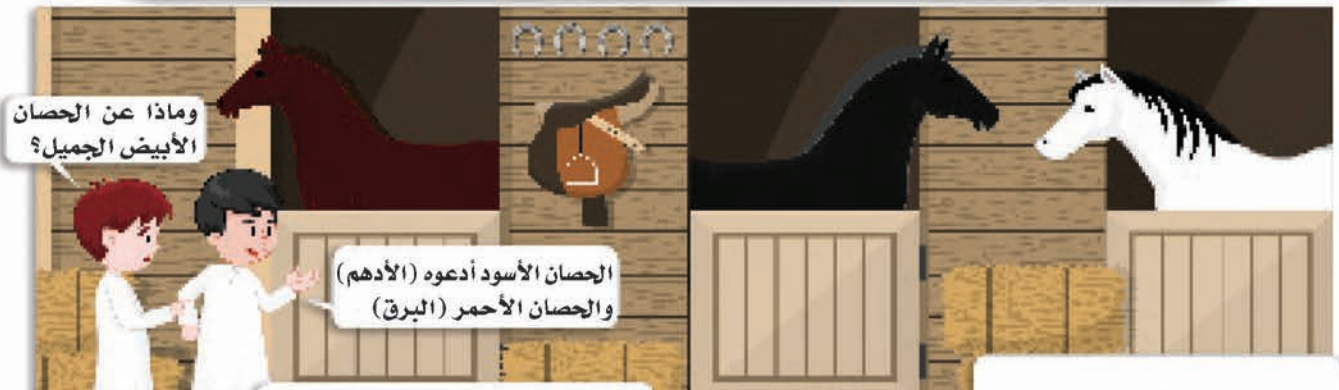 وماذا عن الحصان
الأبيض الجميل؟
الحصان الأسود أدعوه (الأدهم)
والحصان الأحمر (البرق)